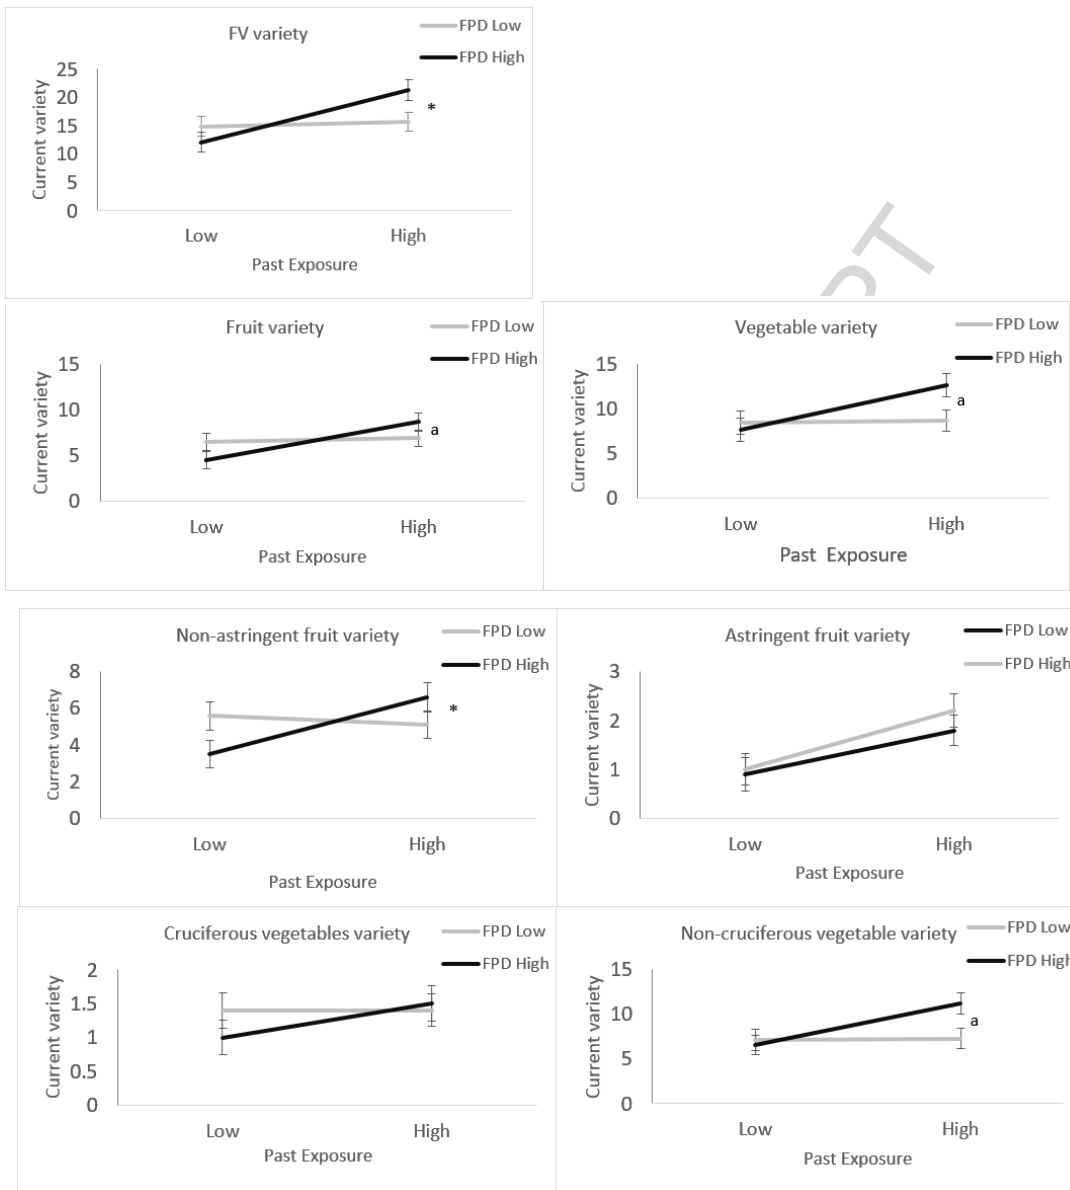 FV variety
FPD Low
FPD High
25
20
15
10
5
0
Current variety
*
Low
High
Past Exposure
PT
Fruit variety
FPD Low
FPD High
15
10
5
0
Current variety
a
Low
High
Past Exposure
Vegetable variety
FPD Low
FPD High
15
10
5
0
Current variety
a
Low
High
Past Exposure
Non-astringent fruit variety
FPD Low
FPD High
8
6
4
2
0
Current variety
*
Low
High
Past Exposure
Astringent fruit variety
FPD Low
FPD High
3
2
1
0
Current variety
Low
High
Past Exposure
Cruciferous vegetables variety
FPD Low
FPD High
2
1.5
1
0.5
0
Current variety
Low
High
Past Exposure
Non-cruciferous vegetable variety
FPD Low
FPD High
15
10
5
0
Current variety
a
Low
High
Past Exposure